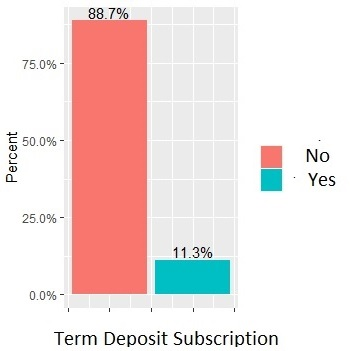 88.7%
75.0%
50.0%
25.0%
0.0%
Percent
11.3%
No
Yes
Term Deposit Subscription